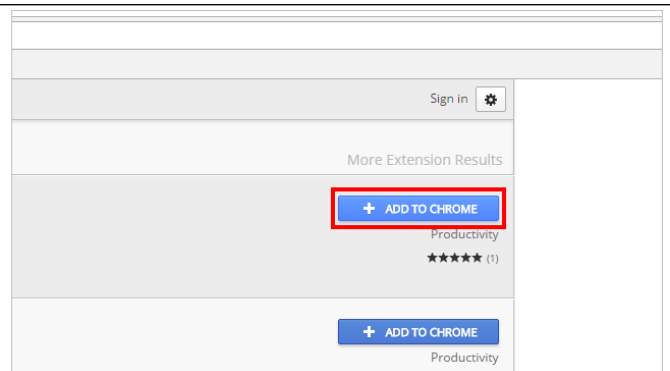 Sign in
More Extension Results
+ ADD TO CHROME
Productivity
★★★★★ (1)
+ ADD TO CHROME
Productivity